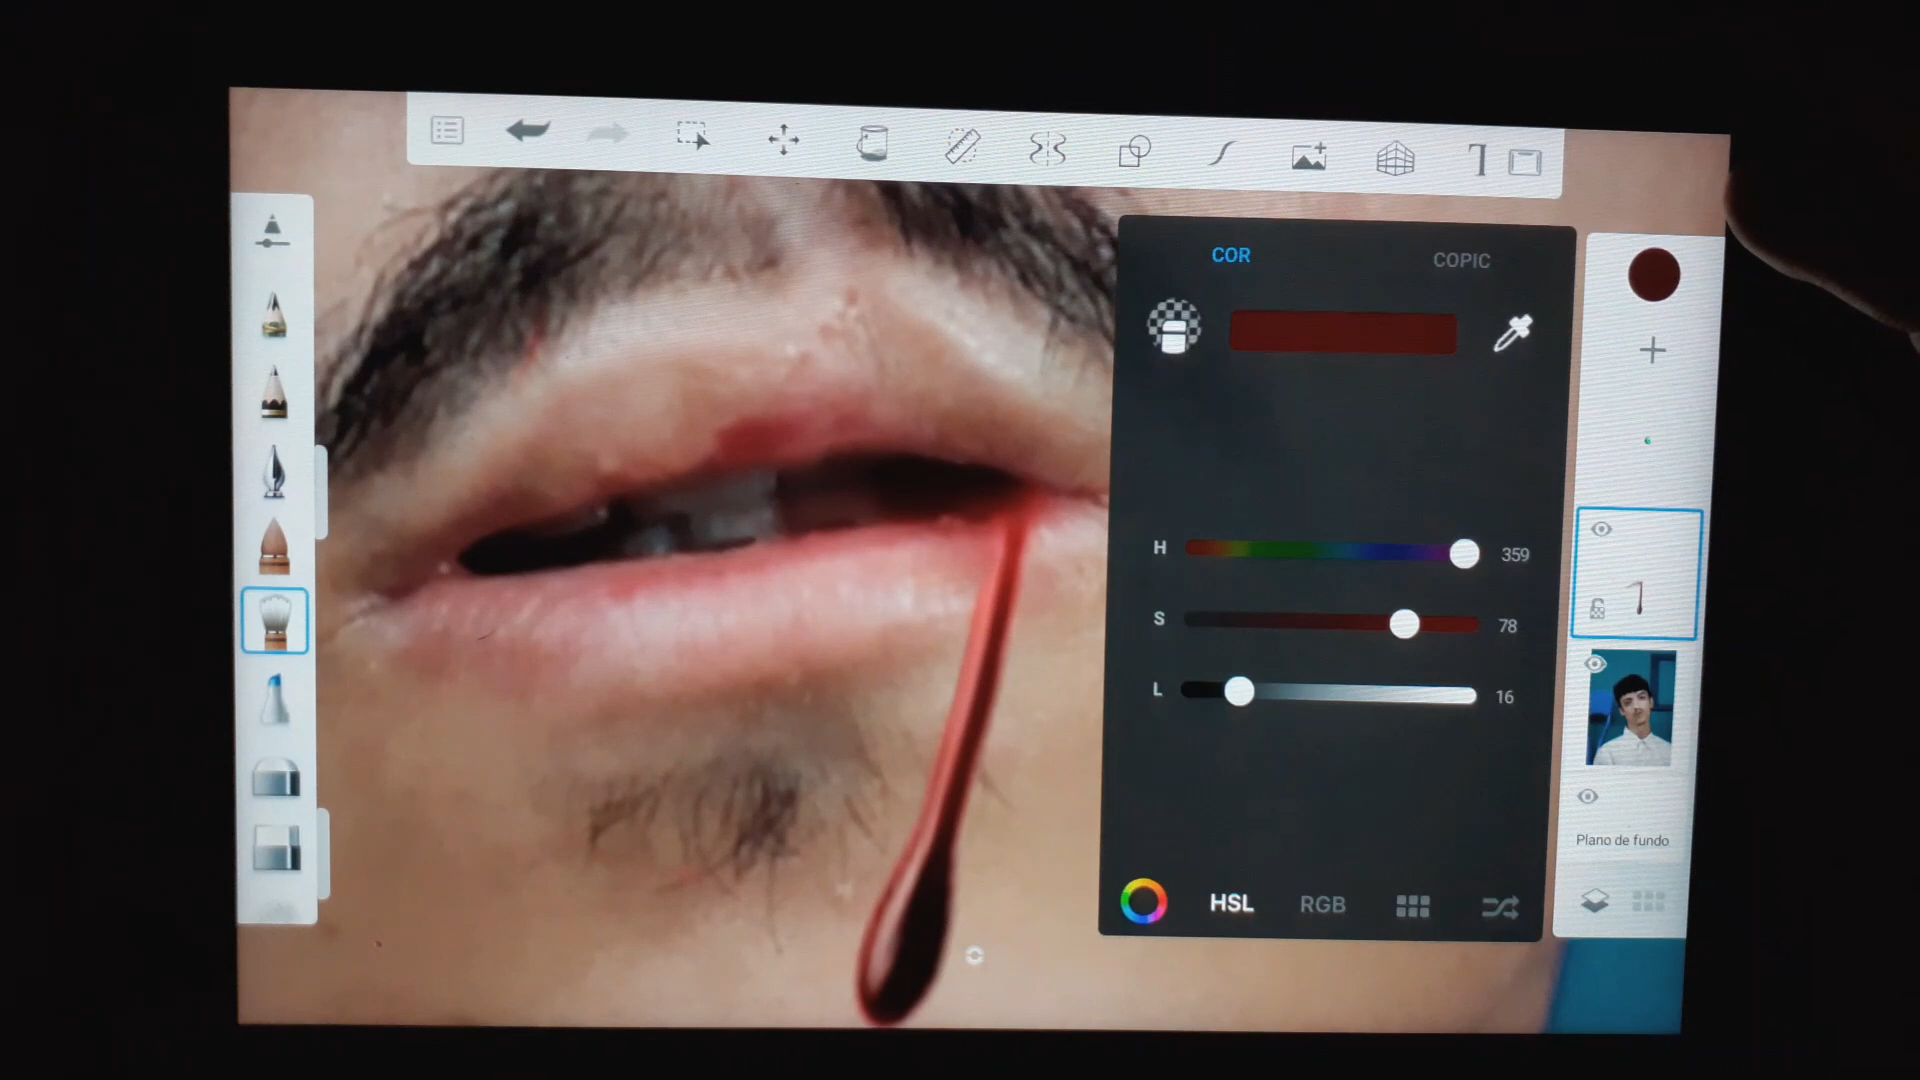 T
COR
COPIC
H 359
S 78
L 16
Plano de fundo
HSL
RGB